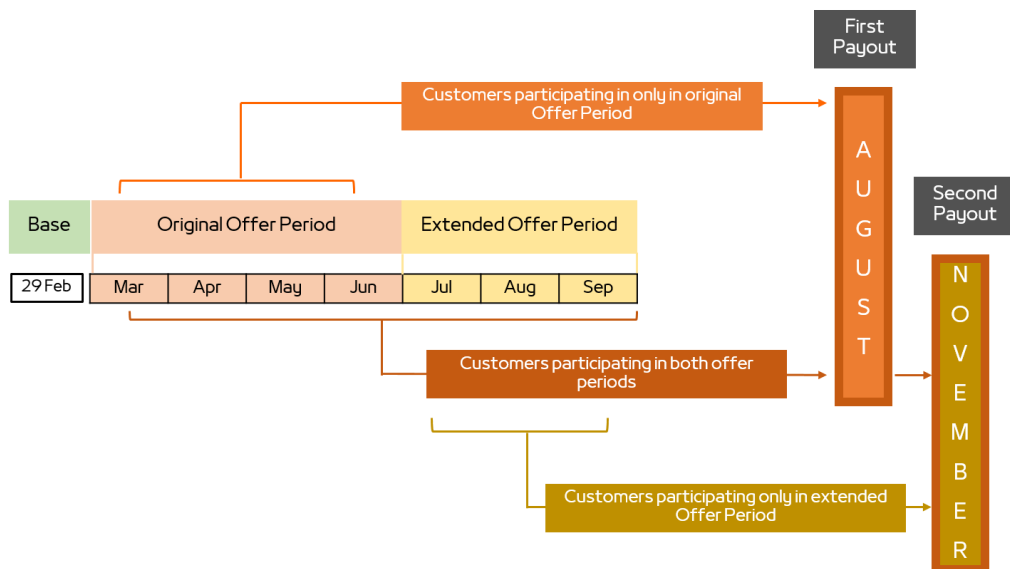 First
Payout
Customers participating in only in original
Offer Period
AUGUST
Second
Payout
Base
Original Offer Period
Extended Offer Period
29 Feb
Mar
Apr
May
Jun
Jul
Aug
Sep
NOVEMBER
Customers participating in both offer
periods
Customers participating only in extended
Offer Period